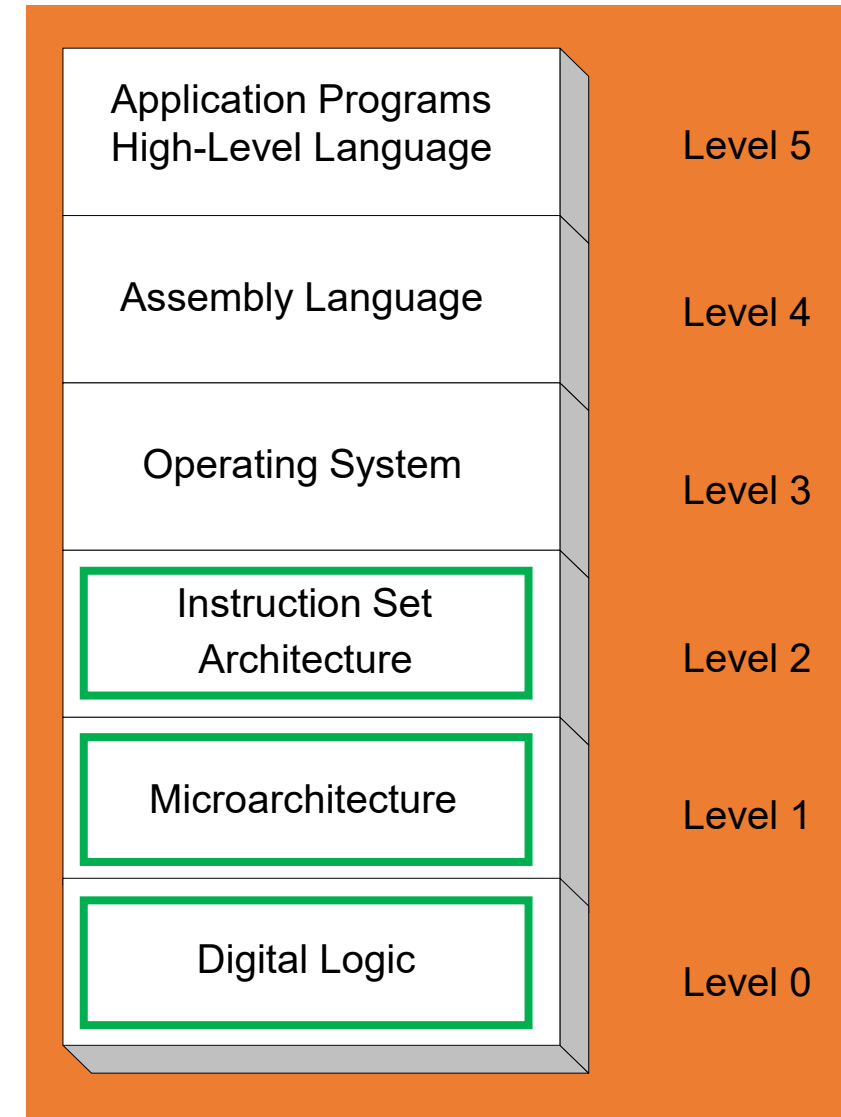 Application Programs
High-Level Language
Level 5
Assembly Language
Level 4
Operating System
Level 3
Instruction Set
Architecture
Level 2
Microarchitecture
Level 1
Digital Logic
Level 0